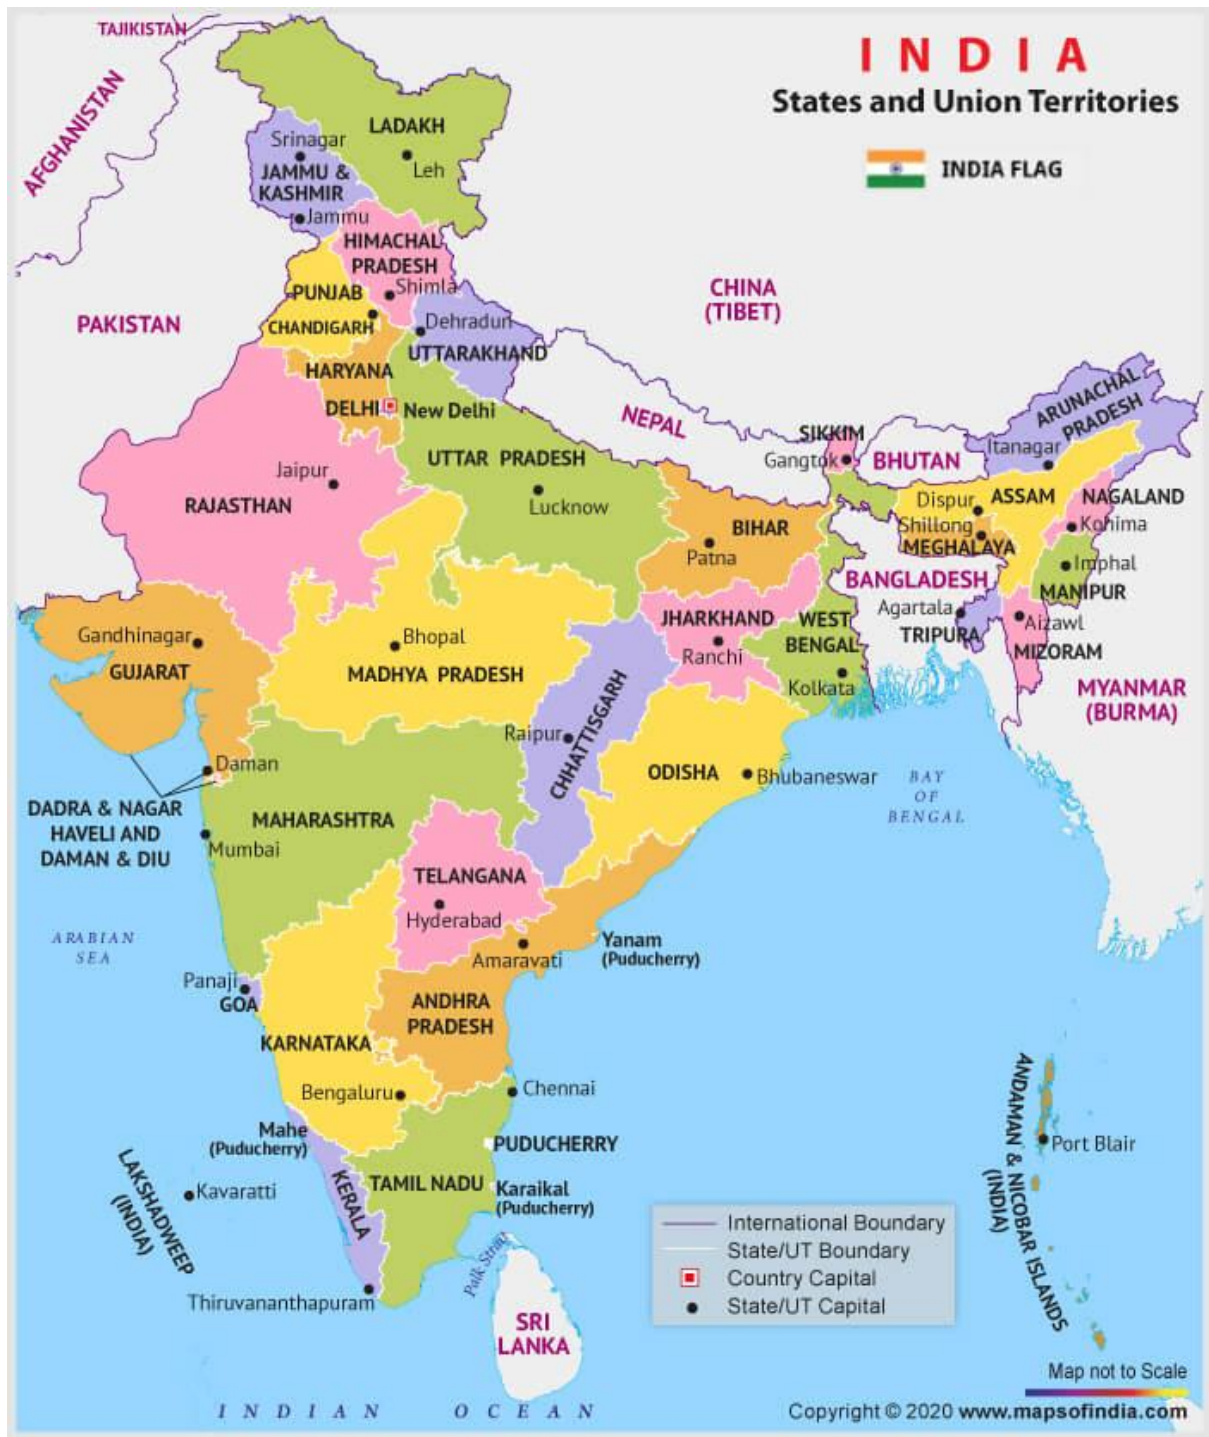 TAJIKISTAN
AFGHANISTAN
INDIA
States and Union Territories
INDIA FLAG
LADAKH
Leh
Srinagar
JAMMU &
KASHMIR
Jammu
HIMACHAL
PRADESH
Shimla
PAKISTAN
PUNJAB
CHANDIGARH
Dehradun
UTTARAKHAND
CHINA
(TIBET)
HARYANA
DELHI
New Delhi
NEPAL
SIKKIM
Gangtok
BHUTAN
ARUNACHAL
PRADESH
Itanagar
Jaipur
RAJASTHAN
UTTAR PRADESH
Lucknow
BIHAR
Patna
Dispur
ASSAM
NAGALAND
Kohima
Shillong
MEGHALAYA
Imphal
MANIPUR
BANGLADESH
Agartala
TRIPURA
Aizawl
MIZORAM
MYANMAR
(BURMA)
Gandhinagar
GUJARAT
Bhopal
MADHYA PRADESH
JHARKHAND
Ranchi
WEST
BENGAL
Kolkata
Raipur
CHHATTISGARH
ODISHA
Bhubaneswar
BAY
OF
BENGAL
Daman
DADRA & NAGAR
HAVELI AND
DAMAN & DIU
MAHARASHTRA
Mumbai
TELANGANA
Hyderabad
ARABIAN
SEA
Amaravati
Yanam
(Puducherry)
Panaji
GOA
ANDHRA
PRADESH
KARNATAKA
Bengaluru
Chennai
Mahe
(Puducherry)
PUDUCHERRY
KERALA
TAMIL NADU
Karaikal
(Puducherry)
LAKSHADWEEP
(INDIA)
Kavaratti
Thiruvananthapuram
Palk Strait
SRI
LANKA
ANDAMAN & NICOBAR ISLANDS
(INDIA)
Port Blair
International Boundary
State/UT Boundary
Country Capital
State/UT Capital
INDIAN OCEAN
Map not to Scale
Copyright © 2020 www.mapsofindia.com